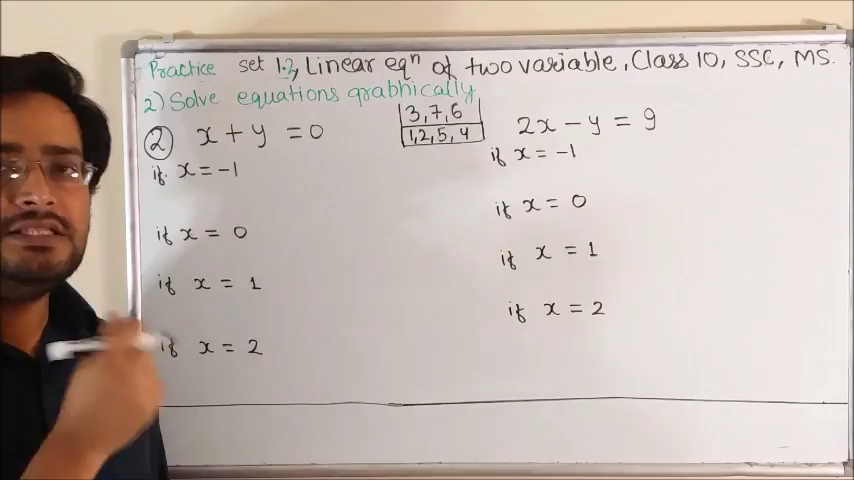 Practice set 1.2, Linear eqn of two variable, Class 10, SSC, MS.
2) Solve equations grabhically
3, 7, 6
1, 2, 5, 4
2 x + y = 0
if x = -1
if x = 0
if x = 1
if x = 2
2x - y = 9
if x = -1
if x = 0
if x = 1
if x = 2